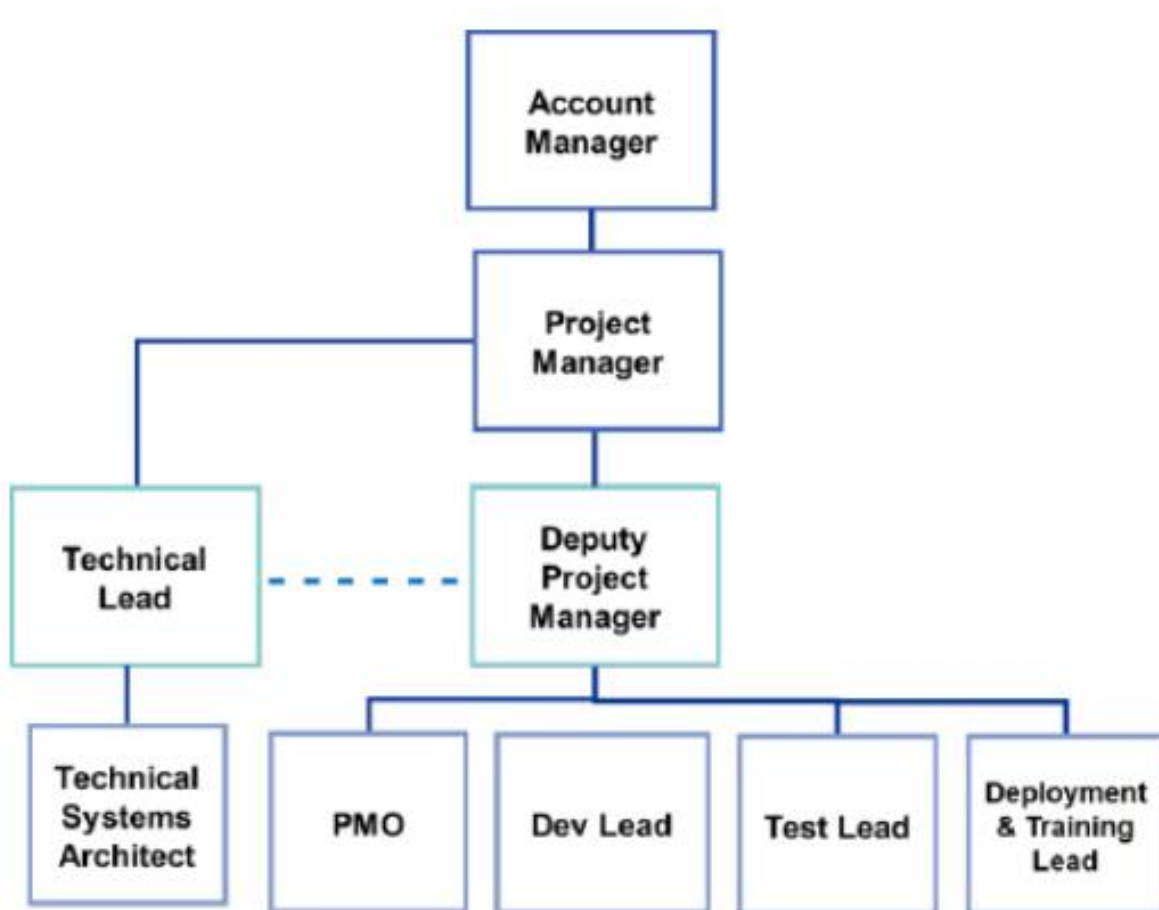 Account
Manager
Project
Manager
Technical
Lead
Deputy
Project
Manager
Technical
Systems
Architect
PMO
Dev Lead
Test Lead
Deployment
& Training
Lead